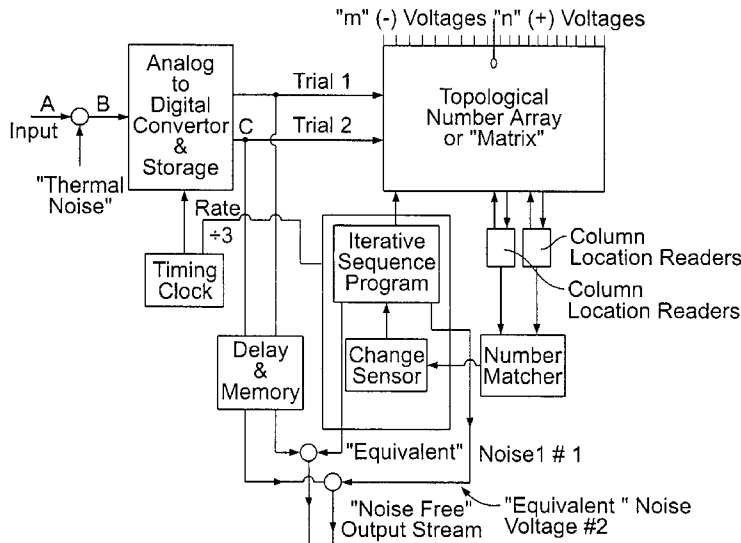 "m" (-) Voltages "n" (+) Voltages
Analog
to
Digital
Convertor
&
Storage
Trial 1
Trial 2
Topological
Number Array
or "Matrix"
A
B
C
Input
"Thermal
Noise"
Rate
÷3
Timing
Clock
Iterative
Sequence
Program
Column
Location Readers
Column
Location Readers
Delay
&
Memory
Change
Sensor
Number
Matcher
"Equivalent"
Noise1 # 1
"Noise Free"
Output Stream
"Equivalent " Noise
Voltage #2